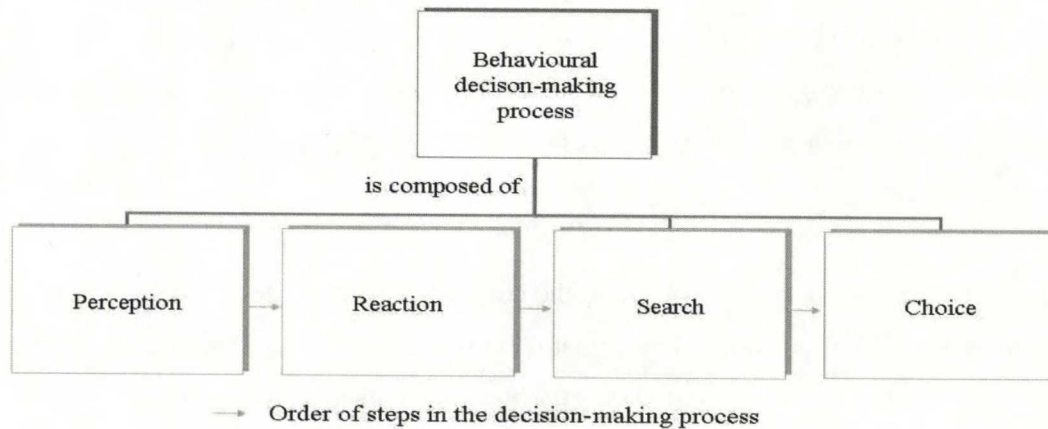 Behavioural
decison-making
process
is composed of
Perception
Reaction
Search
Choice
Order of steps in the decision-making process